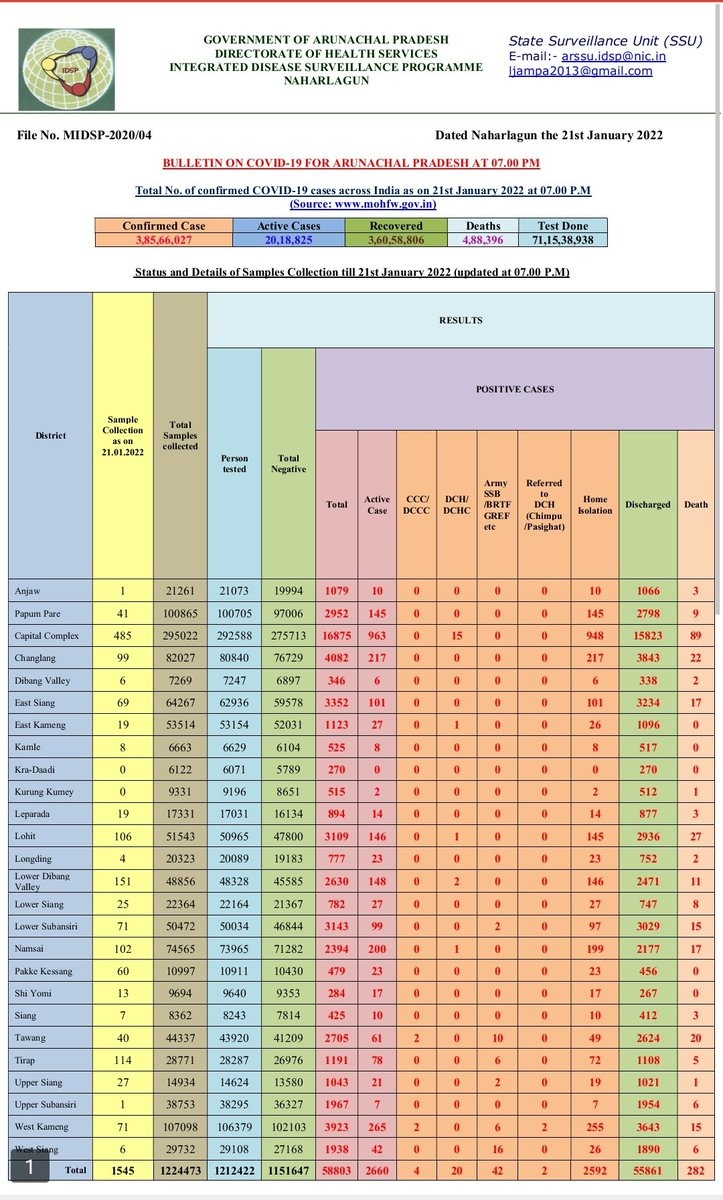 IDSP
GOVERNMENT OF ARUNACHAL PRADESH
DIRECTORATE OF HEALTH SERVICES
INTEGRATED DISEASE SURVEILLANCE PROGRAMME
NAHARLAGUN
State Surveillance Unit (SSU)
E-mail:- arssu.idsp@nic.in
ljampa2013@gmail.com
File No. MIDSP-2020/04 Dated Naharlagun the 21st January 2022
BULLETIN ON COVID-19 FOR ARUNACHAL PRADESH AT 07.00 PM
Total No. of confirmed COVID-19 cases across India as on 21st January 2022 at 07.00 P.M
(Source: www.mohfw.gov.in)
Confirmed Case Active Cases Recovered Deaths Test Done
3,85,66,027 20,18,825 3,60,58,806 4,88,396 71,15,38,938
Status and Details of Samples Collection till 21st January 2022 (updated at 07.00 P.M)
District
Sample
Collection
as on
21.01.2022
Total
Samples
collected
RESULTS
Person
tested
Total
Negative
POSITIVE CASES
Total
Active
Case
CCC/
DCCC
DCH/
DCHC
Army
SSB
/BRTF
GREF
etc
Referred
to
DCH
(Chimpu
/Pasighat)
Home
Isolation
Discharged
Death
Anjaw 1 21261 21073 19994 1079 10 0 0 0 0 10 1066 3
Papum Pare 41 100865 100705 97006 2952 145 0 0 0 0 145 2798 9
Capital Complex 485 295022 292588 275713 16875 963 0 15 0 0 948 15823 89
Changlang 99 82027 80840 76729 4082 217 0 0 0 0 217 3843 22
Dibang Valley 6 7269 7247 6897 346 6 0 0 0 0 6 338 2
East Siang 69 64267 62936 59578 3352 101 0 0 0 0 101 3234 17
East Kameng 19 53514 53154 52031 1123 27 0 1 0 0 26 1096 0
Kamle 8 6663 6629 6104 525 8 0 0 0 0 8 517 0
Kra-Daadi 0 6122 6071 5789 270 0 0 0 0 0 0 270 0
Kurung Kumey 0 9331 9196 8651 515 2 0 0 0 0 2 512 1
Leparada 19 17331 17031 16134 894 14 0 0 0 0 14 877 3
Lohit 106 51543 50965 47800 3109 146 0 1 0 0 145 2936 27
Longding 4 20323 20089 19183 777 23 0 0 0 0 23 752 2
Lower Dibang
Valley 151 48856 48328 45585 2630 148 0 2 0 0 146 2471 11
Lower Siang 25 22364 22164 21367 782 27 0 0 0 0 27 747 8
Lower Subansiri 71 50472 50034 46844 3143 99 0 0 2 0 97 3029 15
Namsai 102 74565 73965 71282 2394 200 0 1 0 0 199 2177 17
Pakke Kessang 60 10997 10911 10430 479 23 0 0 0 0 23 456 0
Shi Yomi 13 9694 9640 9353 284 17 0 0 0 0 17 267 0
Siang 7 8362 8243 7814 425 10 0 0 0 0 10 412 3
Tawang 40 44337 43920 41209 2705 61 2 0 10 0 49 2624 20
Tirap 114 28771 28287 26976 1191 78 0 0 6 0 72 1108 5
Upper Siang 27 14934 14624 13580 1043 21 0 0 2 0 19 1021 1
Upper Subansiri 1 38753 38295 36327 1967 7 0 0 0 0 7 1954 6
West Kameng 71 107098 106379 102103 3923 265 2 0 6 2 255 3643 15
West Siang 6 29732 29108 27168 1938 42 0 0 16 0 26 1890 6
1 Total 1545 1224473 1212422 1151647 58803 2660 4 20 42 2 2592 55861 282